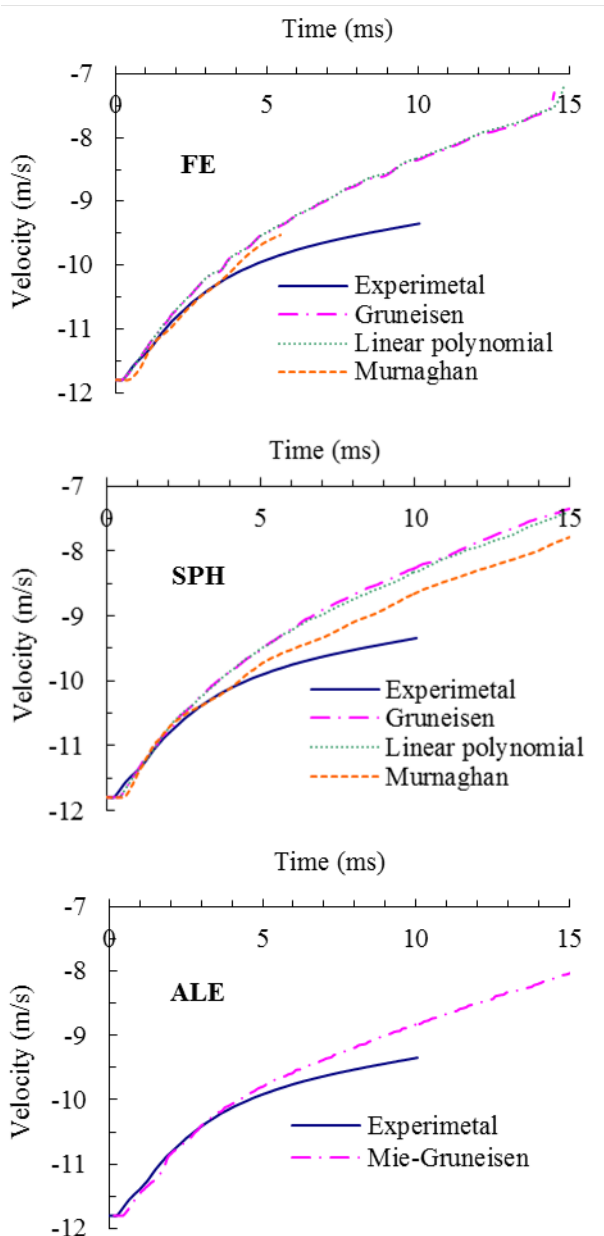 Time (ms)
-7
0
5
10
15
-8
FE
-9
Velocity (m/s)
-10
Experimetal
Gruneisen
-11
Linear polynomial
Murnaghan
-12
Time (ms)
-7
0
5
10
15
-8
SPH
-9
Velocity (m/s)
-10
Experimetal
Gruneisen
-11
Linear polynomial
Murnaghan
-12
Time (ms)
-7
0
5
10
15
-8
ALE
-9
Velocity (m/s)
-10
Experimetal
-11
Mie-Gruneisen
-12